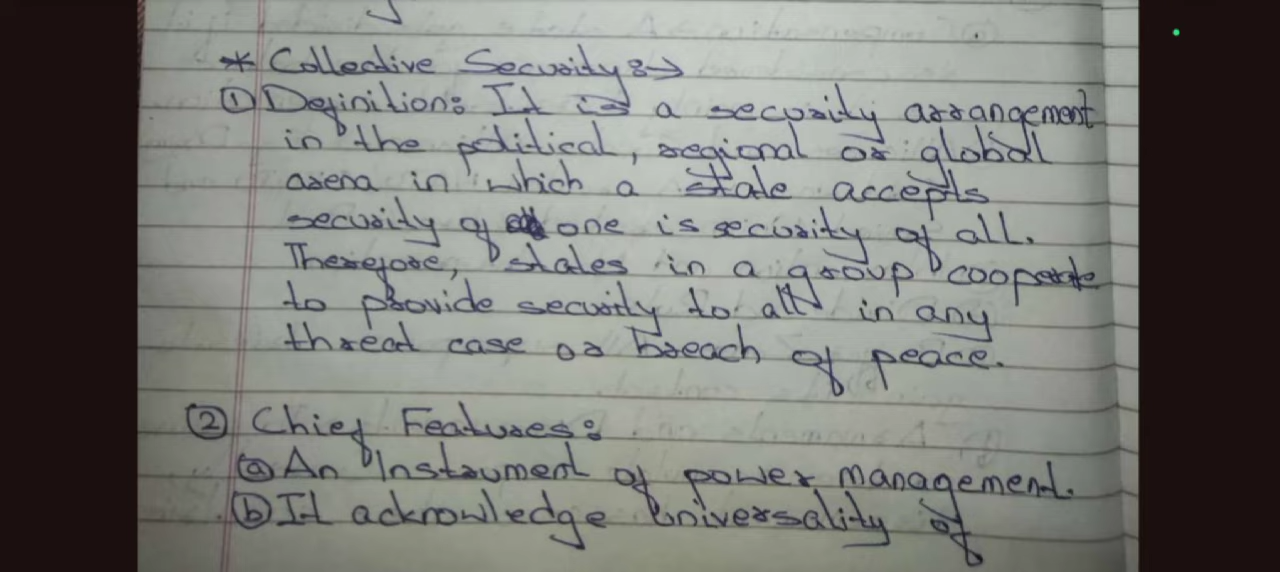 * Collective Security :→
① Definition: It is a security arrangement
in the political, regional or global
arena in which a state accepts
security of one is security of all.
Therefore, states in a group cooperate
to provide security to all in any
threat case or breach of peace.
② Chief Features:
ⓐ An Instrument of power management.
ⓑ It acknowledge Universality of